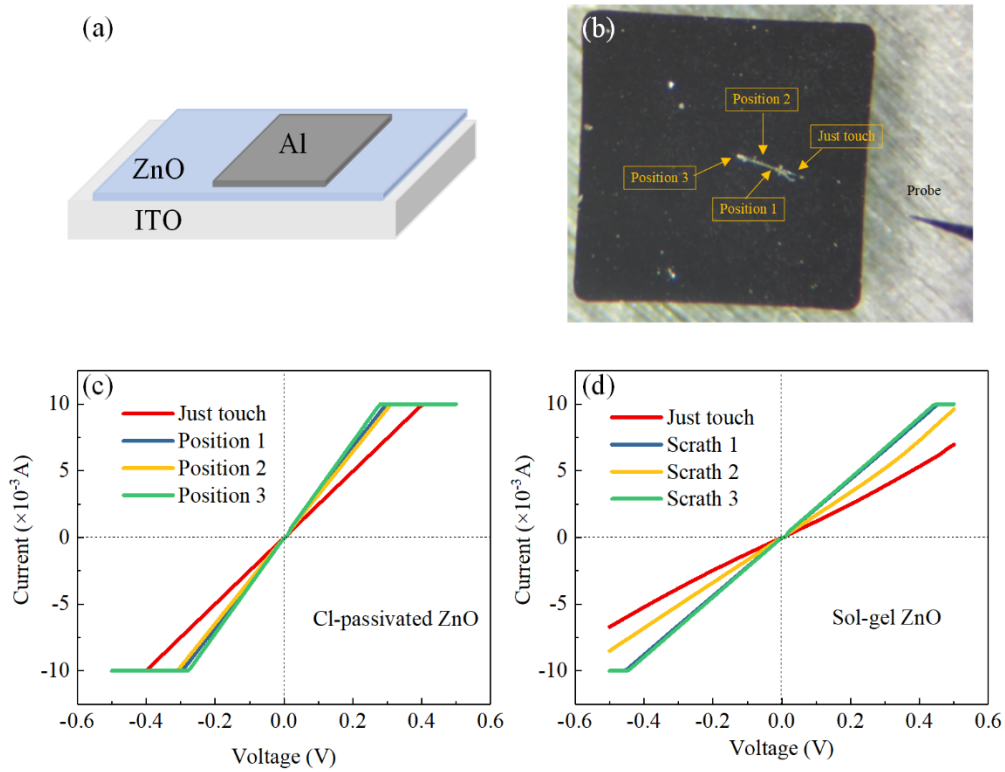 (a)
Al
ZnO
ITO
(b)
Position 2
Just touch
Position 3
Position 1
Probe
(c)
Just touch
Position 1
Position 2
Position 3
Cl-passivated ZnO
10
5
0
-5
-10
Current (×10⁻³ A)
-0.6 -0.4 -0.2 0.0 0.2 0.4 0.6
Voltage (V)
(d)
Just touch
Scrath 1
Scrath 2
Scrath 3
Sol-gel ZnO
10
5
0
-5
-10
Current (×10⁻³ A)
-0.6 -0.4 -0.2 0.0 0.2 0.4 0.6
Voltage (V)